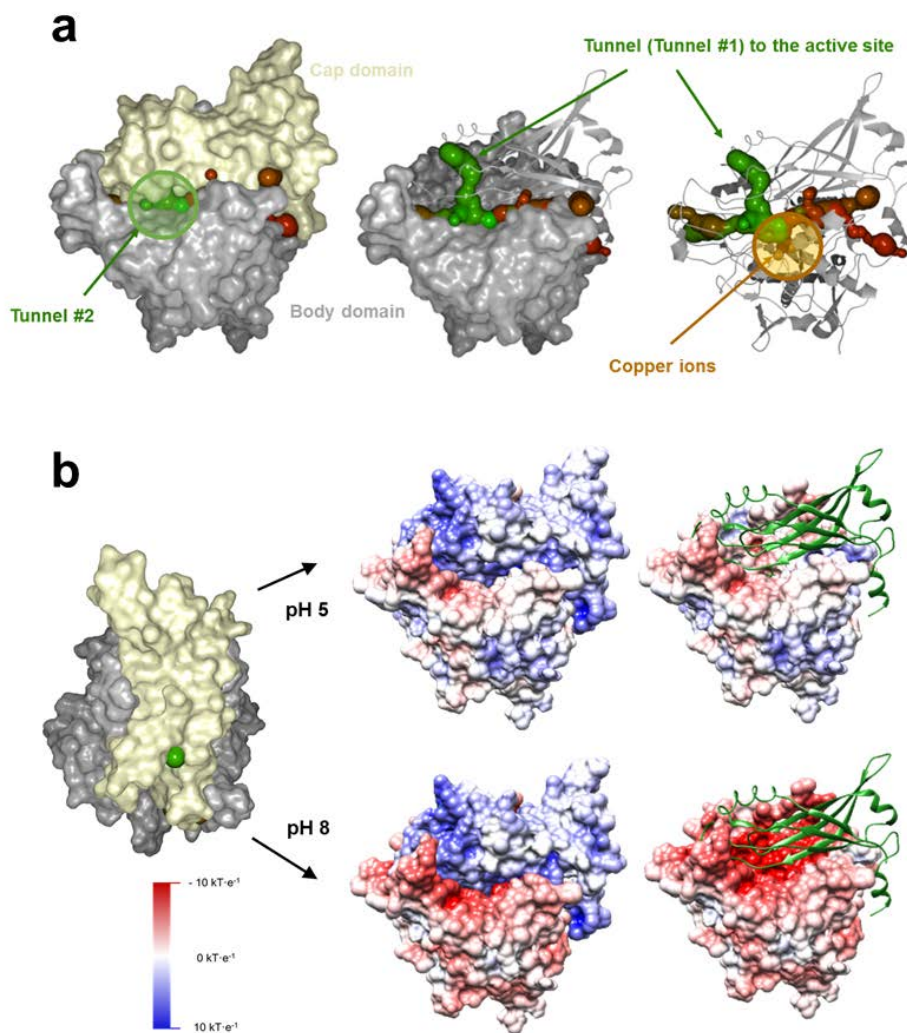 a
Cap domain
Tunnel (Tunnel #1) to the active site
Tunnel #2
Body domain
Copper ions
b
pH 5
pH 8
- 10 kT·e⁻¹
0 kT·e⁻¹
10 kT·e⁻¹